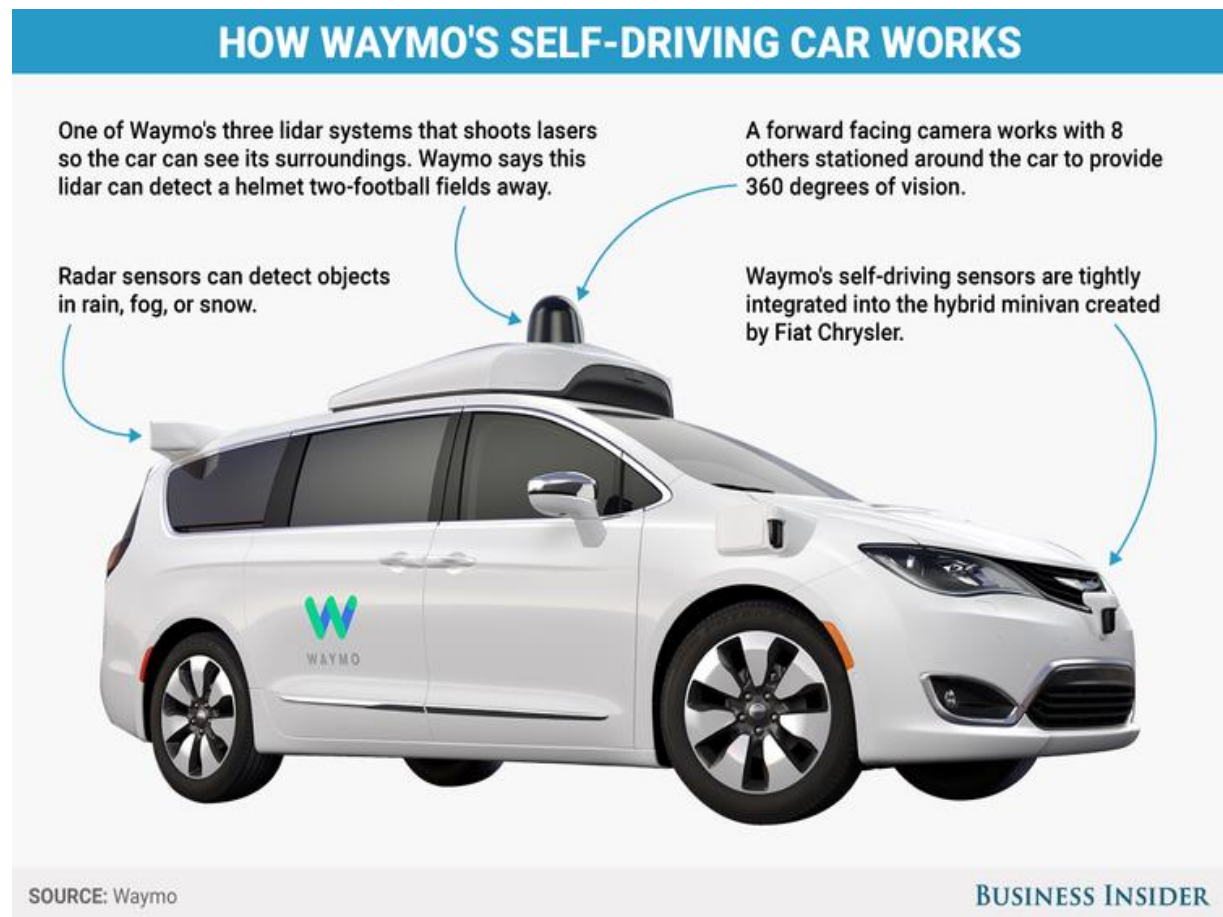 HOW WAYMO'S SELF-DRIVING CAR WORKS
One of Waymo's three lidar systems that shoots lasers
so the car can see its surroundings. Waymo says this
lidar can detect a helmet two-football fields away.
A forward facing camera works with 8
others stationed around the car to provide
360 degrees of vision.
Radar sensors can detect objects
in rain, fog, or snow.
Waymo's self-driving sensors are tightly
integrated into the hybrid minivan created
by Fiat Chrysler.
WAYMO
SOURCE: Waymo
BUSINESS INSIDER